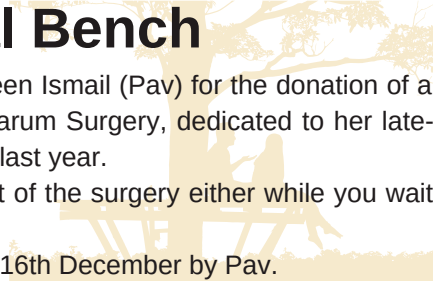 l Bench
een Ismail (Pav) for the donation of a
arum Surgery, dedicated to her late-
last year.
t of the surgery either while you wait
16th December by Pav.